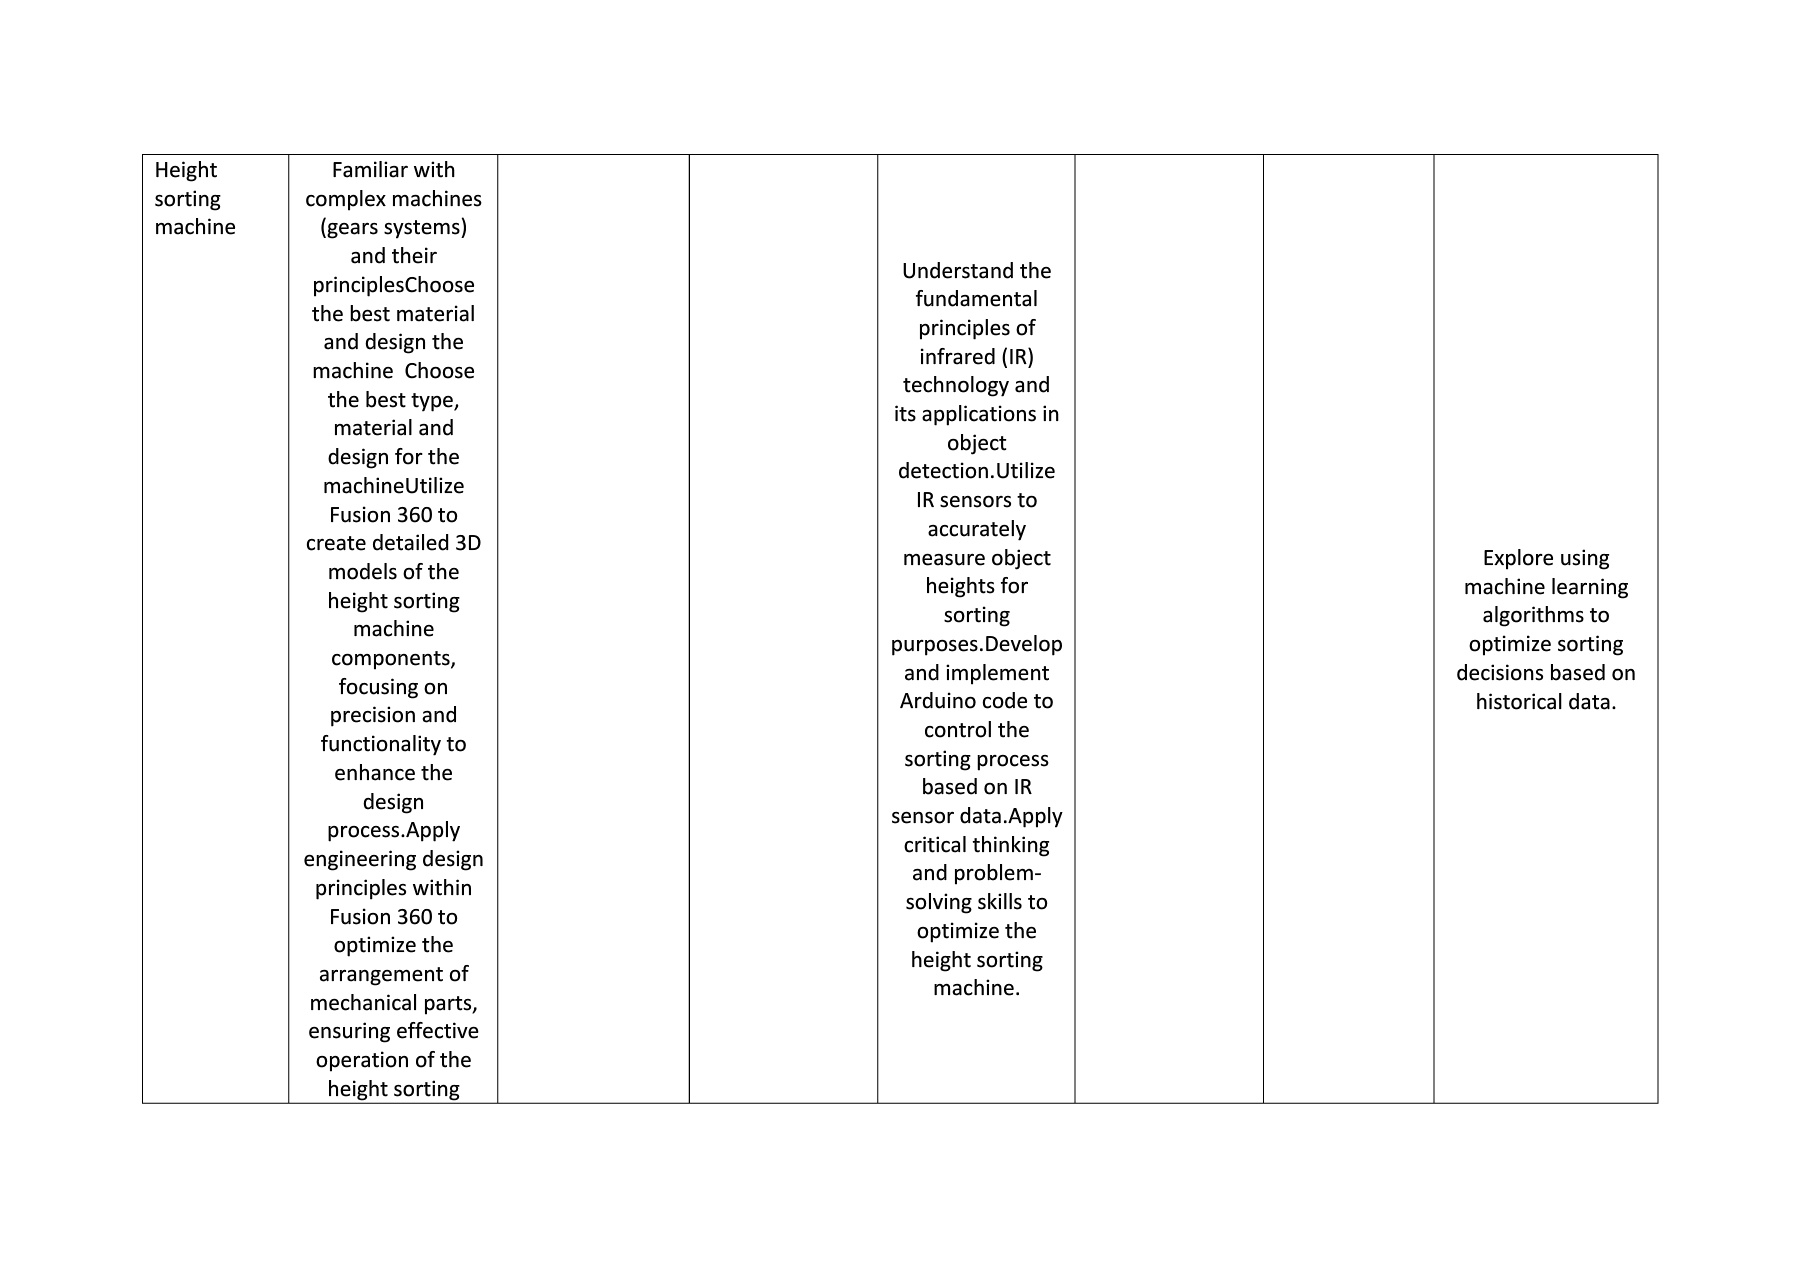 Height
sorting
machine
Familiar with
complex machines
(gears systems)
and their
principlesChoose
the best material
and design the
machine  Choose
the best type,
material and
design for the
machineUtilize
Fusion 360 to
create detailed 3D
models of the
height sorting
machine
components,
focusing on
precision and
functionality to
enhance the
design
process.Apply
engineering design
principles within
Fusion 360 to
optimize the
arrangement of
mechanical parts,
ensuring effective
operation of the
height sorting
Understand the
fundamental
principles of
infrared (IR)
technology and
its applications in
object
detection.Utilize
IR sensors to
accurately
measure object
heights for
sorting
purposes.Develop
and implement
Arduino code to
control the
sorting process
based on IR
sensor data.Apply
critical thinking
and problem-
solving skills to
optimize the
height sorting
machine.
Explore using
machine learning
algorithms to
optimize sorting
decisions based on
historical data.